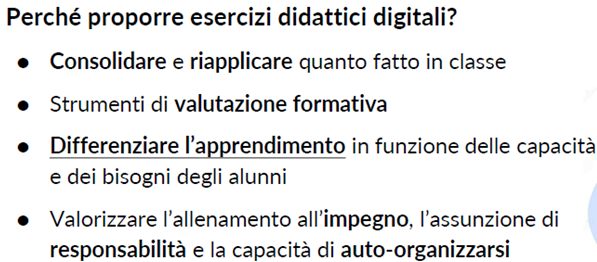 Perché proporre esercizi didattici digitali?
● Consolidare e riapplicare quanto fatto in classe
● Strumenti di valutazione formativa
● Differenziare l'apprendimento in funzione delle capacità
e dei bisogni degli alunni
● Valorizzare l'allenamento all'impegno, l'assunzione di
responsabilità e la capacità di auto-organizzarsi